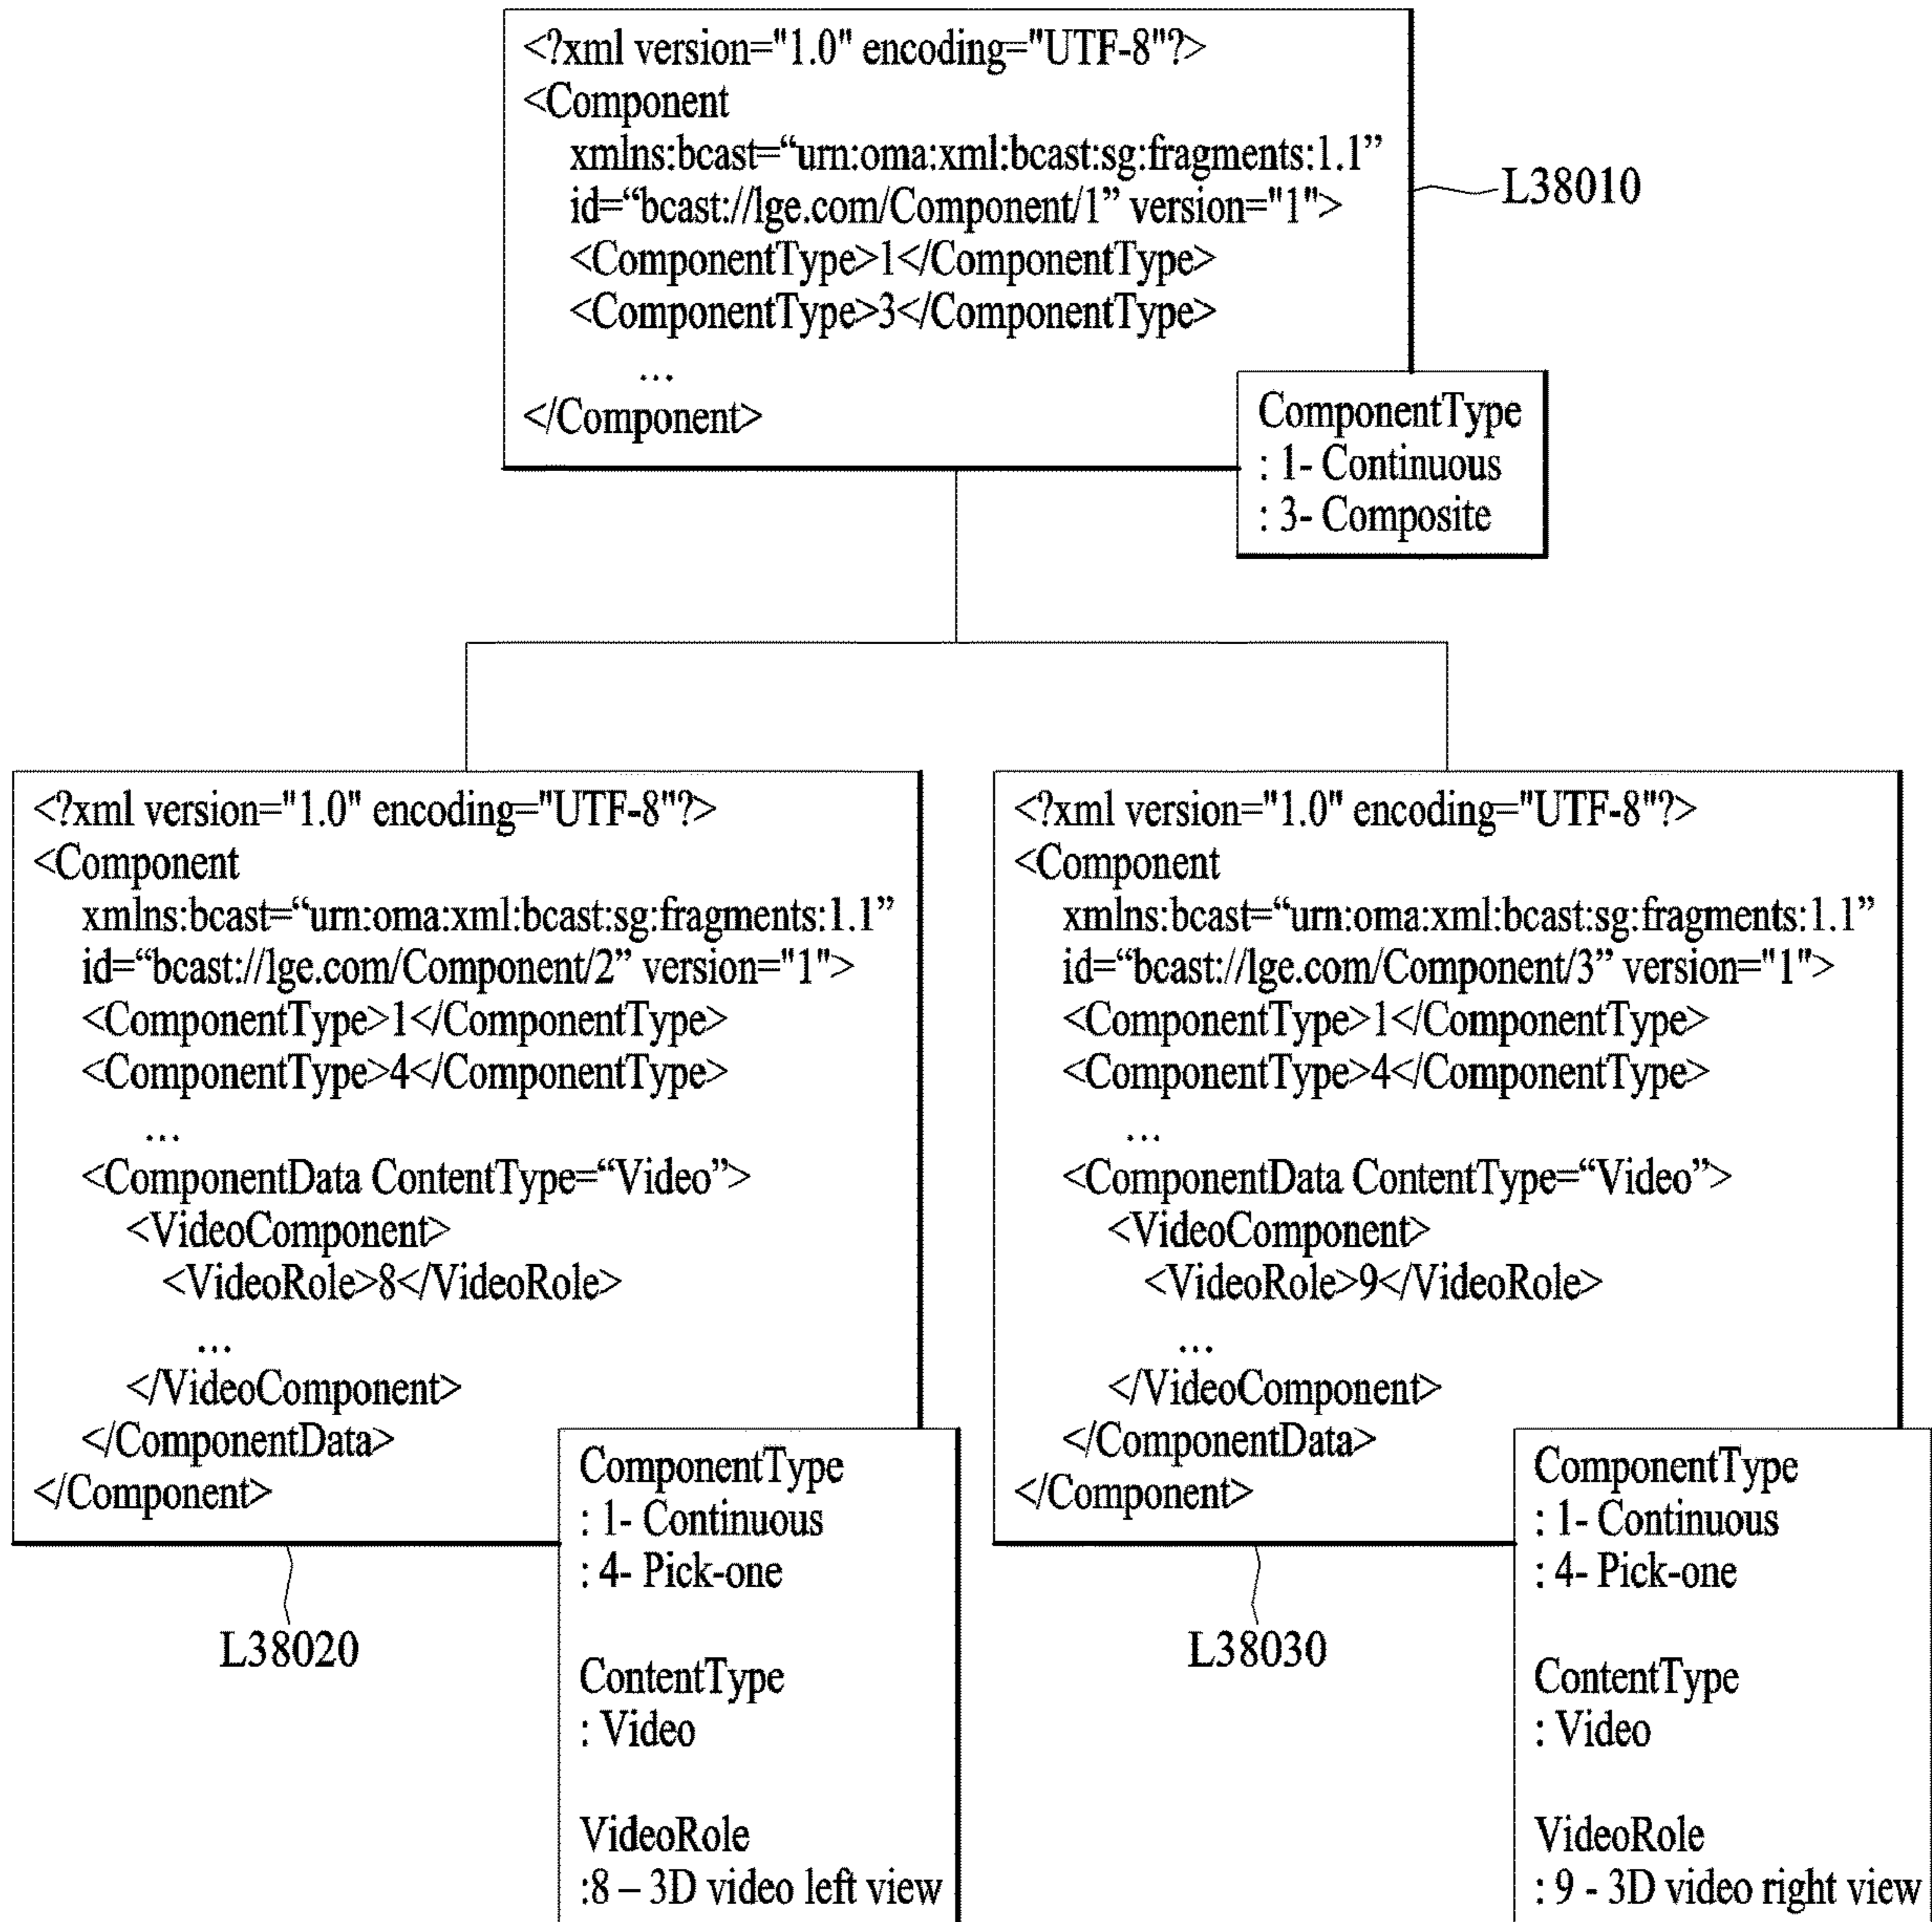 <?xml version="1.0" encoding="UTF-8"?>
<Component
xmlns:bcast=“urn:oma:xml:bcast:sg:fragments:1.1”
id=“bcast://lge.com/Component/1” version="1">
<ComponentType>1</ComponentType>
<ComponentType>3</ComponentType>
...
</Component>
L38010
ComponentType
: 1- Continuous
: 3- Composite
<?xml version="1.0" encoding="UTF-8"?>
<Component
xmlns:bcast=“urn:oma:xml:bcast:sg:fragments:1.1”
id=“bcast://lge.com/Component/2” version="1">
<ComponentType>1</ComponentType>
<ComponentType>4</ComponentType>
...
<ComponentData ContentType=“Video”>
<VideoComponent>
<VideoRole>8</VideoRole>
...
</VideoComponent>
</ComponentData>
</Component>
L38020
ComponentType
: 1- Continuous
: 4- Pick-one
ContentType
: Video
VideoRole
:8 – 3D video left view
<?xml version="1.0" encoding="UTF-8"?>
<Component
xmlns:bcast=“urn:oma:xml:bcast:sg:fragments:1.1”
id=“bcast://lge.com/Component/3” version="1">
<ComponentType>1</ComponentType>
<ComponentType>4</ComponentType>
...
<ComponentData ContentType=“Video”>
<VideoComponent>
<VideoRole>9</VideoRole>
...
</VideoComponent>
</ComponentData>
</Component>
L38030
ComponentType
: 1- Continuous
: 4- Pick-one
ContentType
: Video
VideoRole
: 9 - 3D video right view